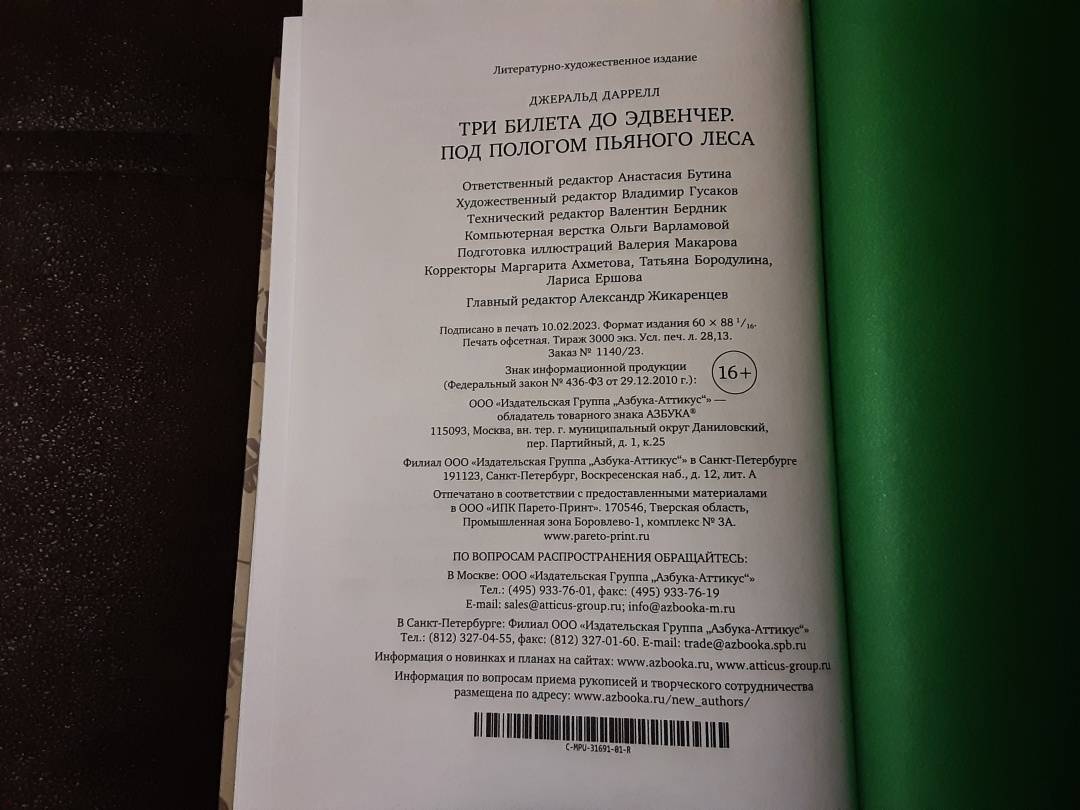 Литературно-художественное издание
ДЖЕРАЛЬД ДАРРЕЛЛ
ТРИ БИЛЕТА ДО ЭДВЕНЧЕР.
ПОД ПОЛОГОМ ПЬЯНОГО ЛЕСА
Ответственный редактор Анастасия Бутина
Художественный редактор Владимир Гусаков
Технический редактор Валентин Бердник
Компьютерная верстка Ольги Варламовой
Подготовка иллюстраций Валерия Макарова
Корректоры Маргарита Ахметова, Татьяна Бородулина,
Лариса Ершова
Главный редактор Александр Жикаренцев
Подписано в печать 10.02.2023. Формат издания 60 × 88 1/16.
Печать офсетная. Тираж 3000 экз. Усл. печ. л. 28,13.
Заказ № 1140/23.
Знак информационной продукции
(Федеральный закон № 436-ФЗ от 29.12.2010 г.):
16+
ООО «Издательская Группа „Азбука-Аттикус“» —
обладатель товарного знака АЗБУКА®
115093, Москва, вн. тер. г. муниципальный округ Даниловский,
пер. Партийный, д. 1, к.25
Филиал ООО «Издательская Группа „Азбука-Аттикус“» в Санкт-Петербурге
191123, Санкт-Петербург, Воскресенская наб., д. 12, лит. А
Отпечатано в соответствии с предоставленными материалами
в ООО «ИПК Парето-Принт». 170546, Тверская область,
Промышленная зона Боровлево-1, комплекс № 3А.
www.pareto-print.ru
ПО ВОПРОСАМ РАСПРОСТРАНЕНИЯ ОБРАЩАЙТЕСЬ:
В Москве: ООО «Издательская Группа „Азбука-Аттикус“»
Тел.: (495) 933-76-01, факс: (495) 933-76-19
E-mail: sales@atticus-group.ru; info@azbooka-m.ru
В Санкт-Петербурге: Филиал ООО «Издательская Группа „Азбука-Аттикус“»
Тел.: (812) 327-04-55, факс: (812) 327-01-60. E-mail: trade@azbooka.spb.ru
Информация о новинках и планах на сайтах: www.azbooka.ru, www.atticus-group.ru
Информация по вопросам приема рукописей и творческого сотрудничества
размещена по адресу: www.azbooka.ru/new_authors/
C-MPU-31691-01-R